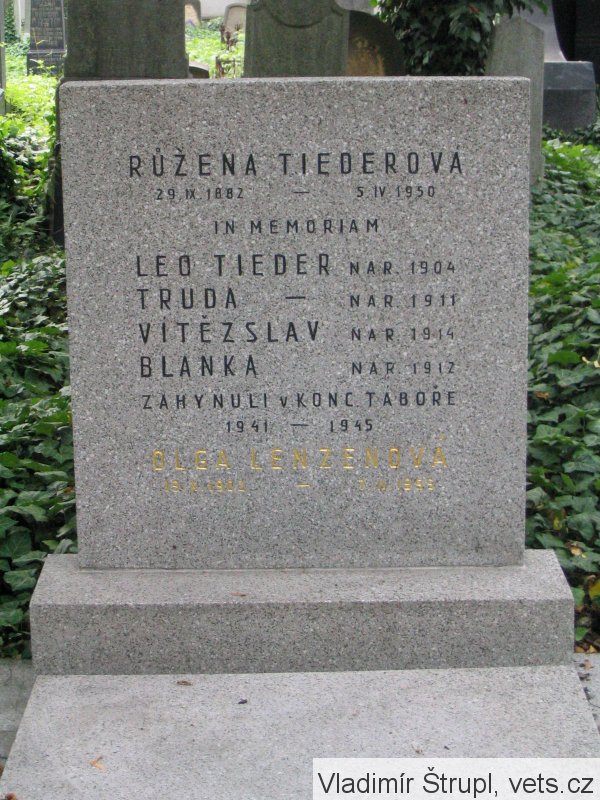 RŮŽENA TIEDEROVÁ
29.IX.1882 — 5.IV.1950
IN MEMORIAM
LEO TIEDER NAR. 1904
TRUDA — NAR. 1911
VÍTĚZSLAV NAR. 1914
BLANKA NAR. 1912
ZAHYNULI V KONC. TÁBOŘE
1941 — 1945
OLGA LENZENOVÁ
Vladimír Štrupl, vets.cz